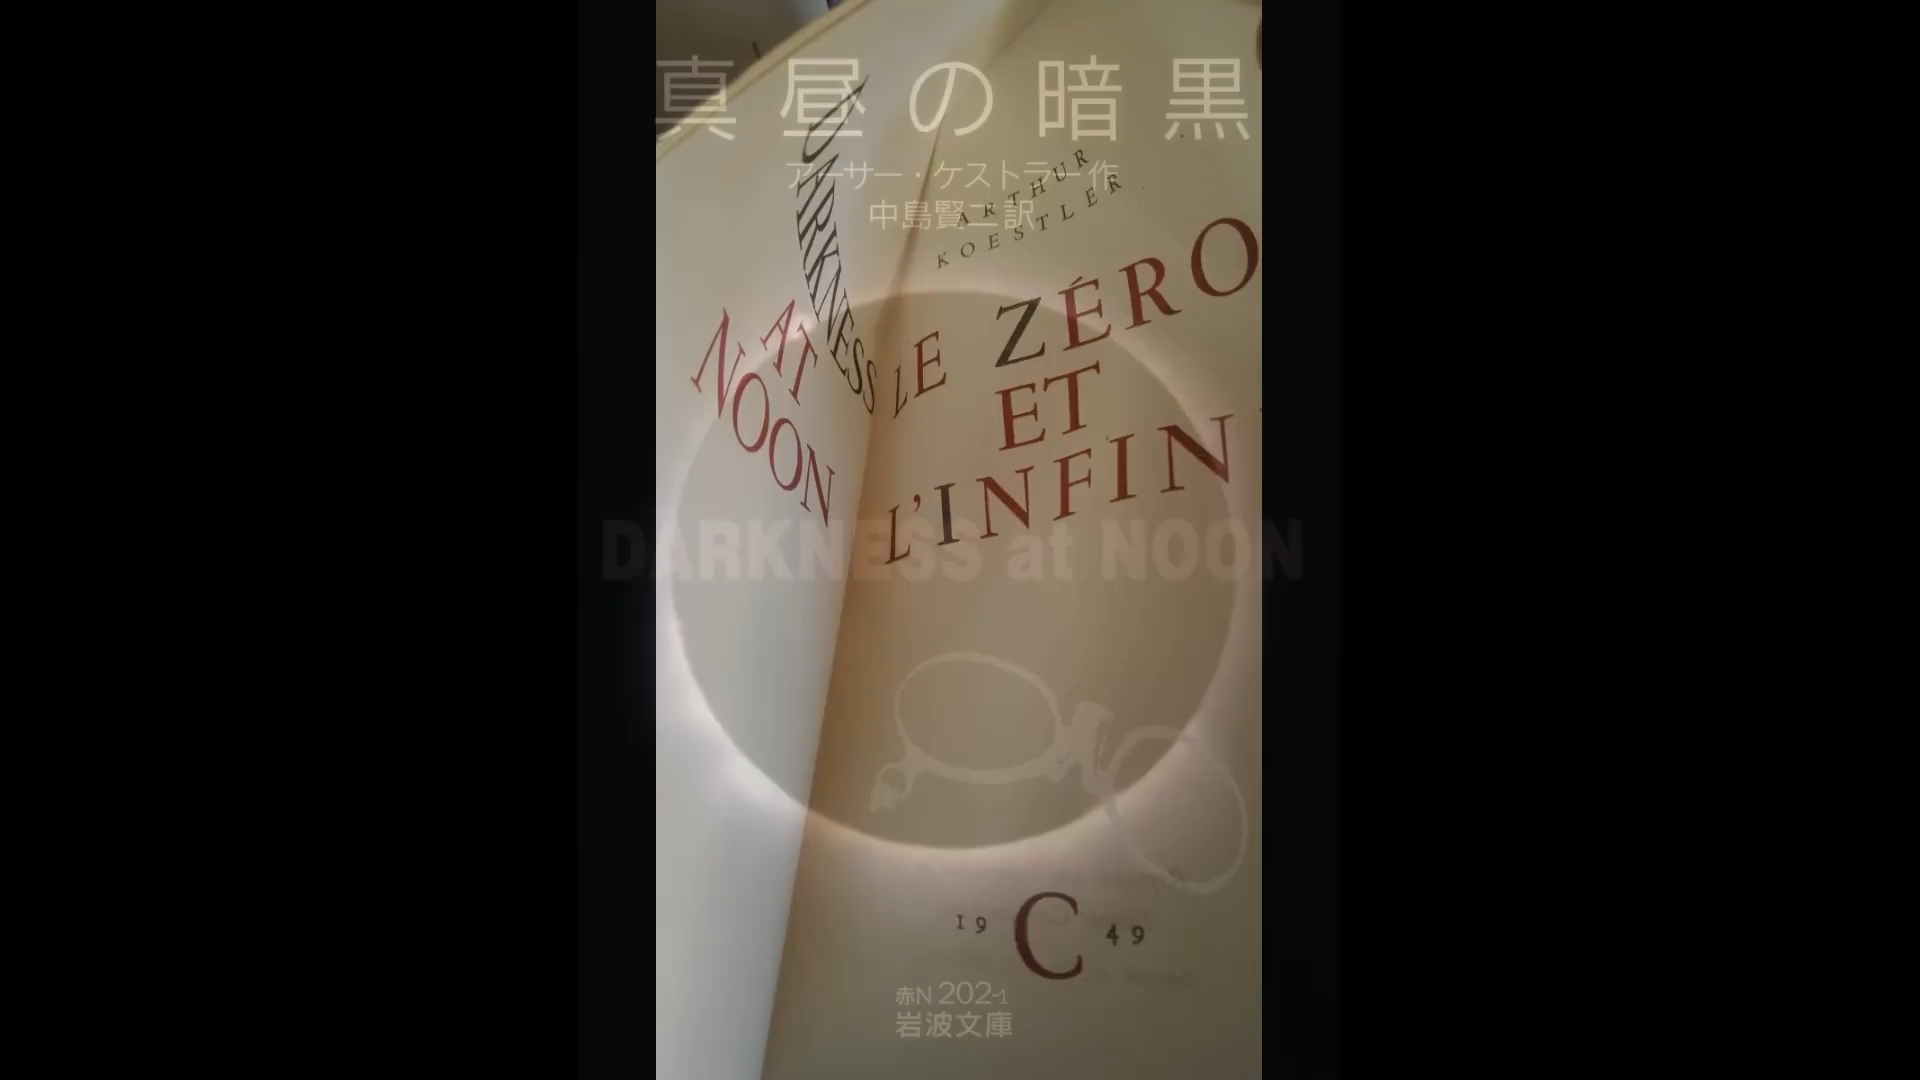 真昼の暗黒
アーサー・ケストラー作
中島賢二訳
DARKNESS
AT
NOON
ARTHUR
KOESTLER
LE ZÉRO
ET
L'INFIN
DARKNESS at NOON
19 C 49
赤N 202-1
岩波文庫